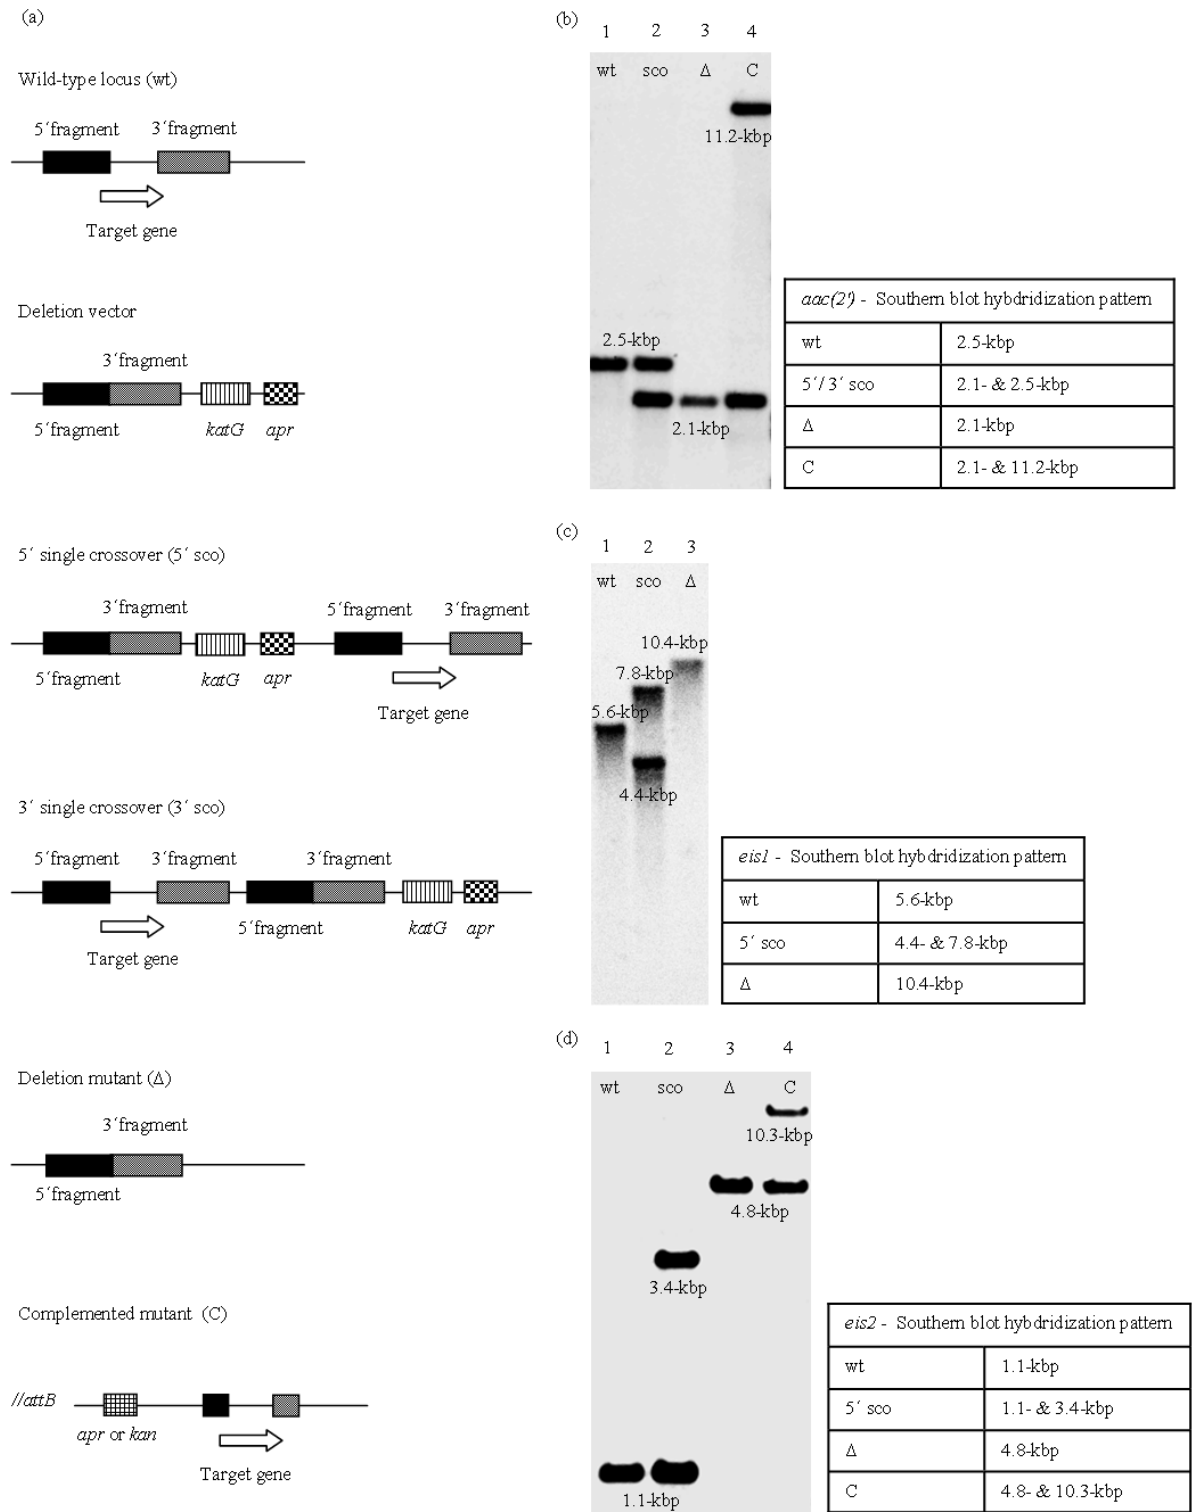 (a)
Wild-type locus (wt)
5´fragment 3´fragment
Target gene
Deletion vector
3´fragment
5´fragment katG apr
5´ single crossover (5´ sco)
3´fragment 5´fragment 3´fragment
5´fragment katG apr
Target gene
3´ single crossover (3´ sco)
5´fragment 3´fragment 3´fragment
5´fragment katG apr
Target gene
Deletion mutant (Δ)
3´fragment
5´fragment
Complemented mutant (C)
//attB
apr or kan
Target gene
(b)
1 2 3 4
wt sco Δ C
11.2-kbp
2.5-kbp
2.1-kbp
aac(2') - Southern blot hybdridization pattern
wt 2.5-kbp
5´/3´ sco 2.1- & 2.5-kbp
Δ 2.1-kbp
C 2.1- & 11.2-kbp
(c)
1 2 3
wt sco Δ
10.4-kbp
7.8-kbp
5.6-kbp
4.4-kbp
eis1 - Southern blot hybdridization pattern
wt 5.6-kbp
5´ sco 4.4- & 7.8-kbp
Δ 10.4-kbp
(d)
1 2 3 4
wt sco Δ C
10.3-kbp
4.8-kbp
3.4-kbp
1.1-kbp
eis2 - Southern blot hybdridization pattern
wt 1.1-kbp
5´ sco 1.1- & 3.4-kbp
Δ 4.8-kbp
C 4.8- & 10.3-kbp